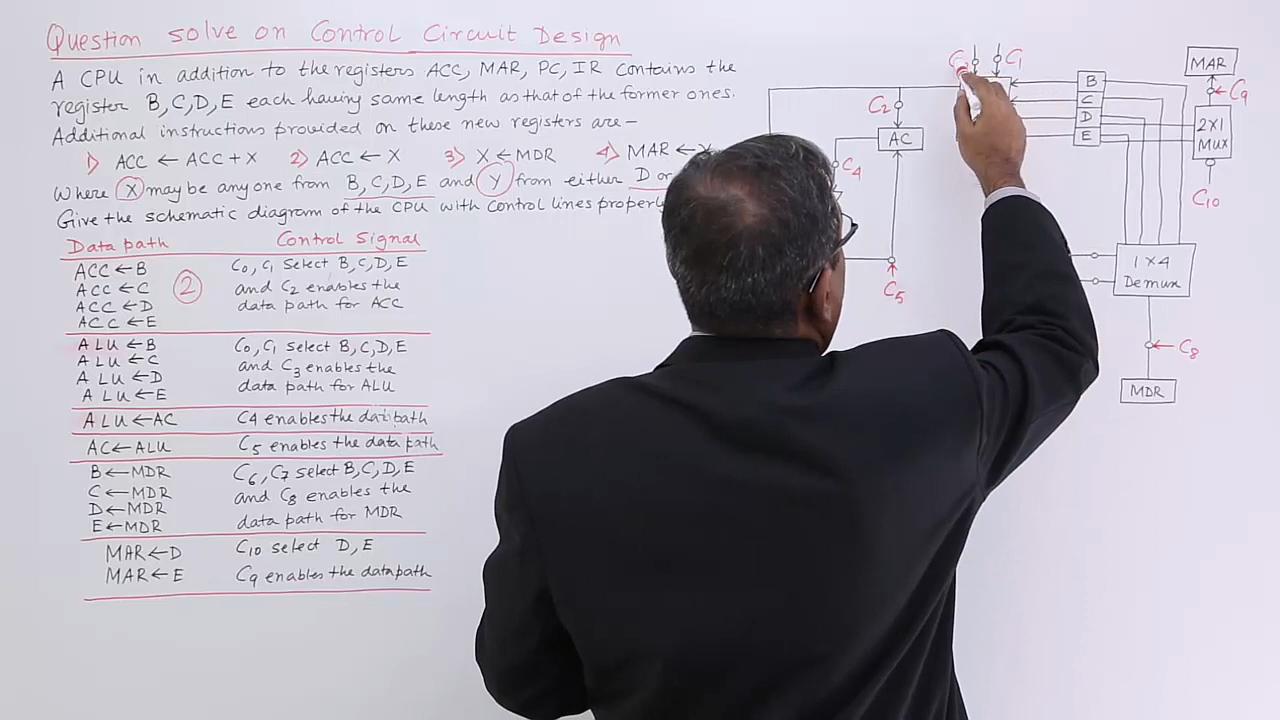 Question solve on Control Circuit Design
A CPU in addition to the registers ACC, MAR, PC, IR contains the
register B,C,D,E each having same length as that of the former ones.
Additional instructions provided on these new registers are —
1) ACC ← ACC + X 2) ACC ← X 3) X ← MDR 4) MAR ←
Where X may be any one from B, C, D, E and Y from either D or
Give the schematic diagram of the CPU with control lines
Data path Control Signal
ACC ← B
ACC ← C
ACC ← D
ACC ← E
2
C0, C1 select B,C,D,E
and C2 enables the
data path for ACC
ALU ← B
ALU ← C
ALU ← D
ALU ← E
C0, C1 select B,C,D,E
and C3 enables the
data path for ALU
ALU ← AC C4 enables the data path
AC ← ALU C5 enables the data path
B ← MDR
C ← MDR
D ← MDR
E ← MDR
C6, C7 select B,C,D,E
and C8 enables the
data path for MDR
MAR ← D C10 select D, E
MAR ← E C9 enables the data path
C1
MAR
C9
B
C
D
E
2X1
MUX
C10
C2
AC
C4
C5
1X4
Demux
C8
MDR